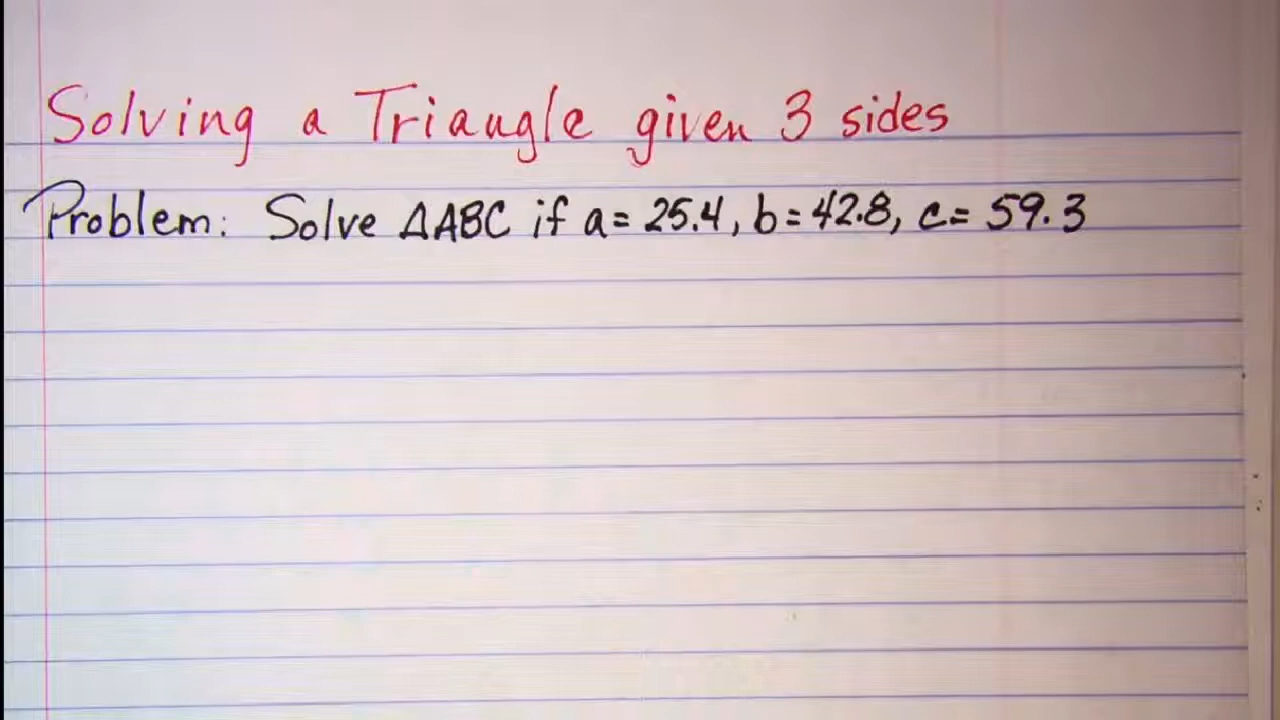 Solving a Triangle given 3 sides
Problem: Solve ΔABC if a = 25.4, b = 42.8, c = 59.3